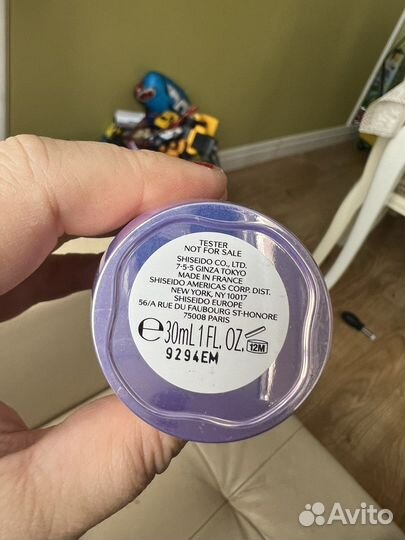 TESTER
NOT FOR SALE
SHISEIDO CO., LTD.
7-5-5 GINZA TOKYO
MADE IN FRANCE
SHISEIDO AMERICAS CORP. DIST.
NEW YORK, NY 10017
SHISEIDO EUROPE
56/A RUE DU FAUBOURG ST-HONORE
75008 PARIS
℮30mL 1 FL. OZ. 12M
9294EM
Avito